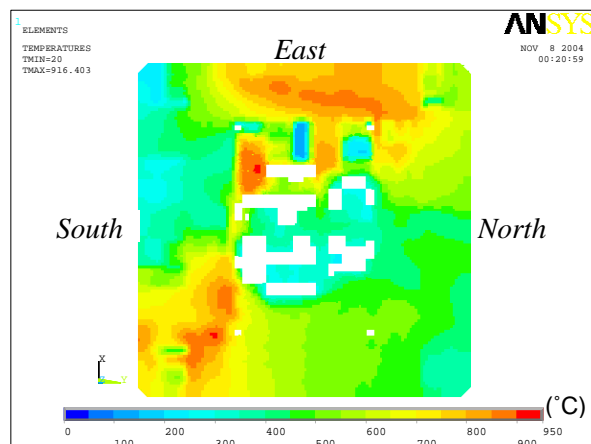 1
ELEMENTS
TEMPERATURES
TMIN=20
TMAX=916.403
ANSYS
NOV 8 2004
00:20:59
East
South
North
X
Z Y
(°C)
0 200 300 400 500 600 700 800 950
100 900